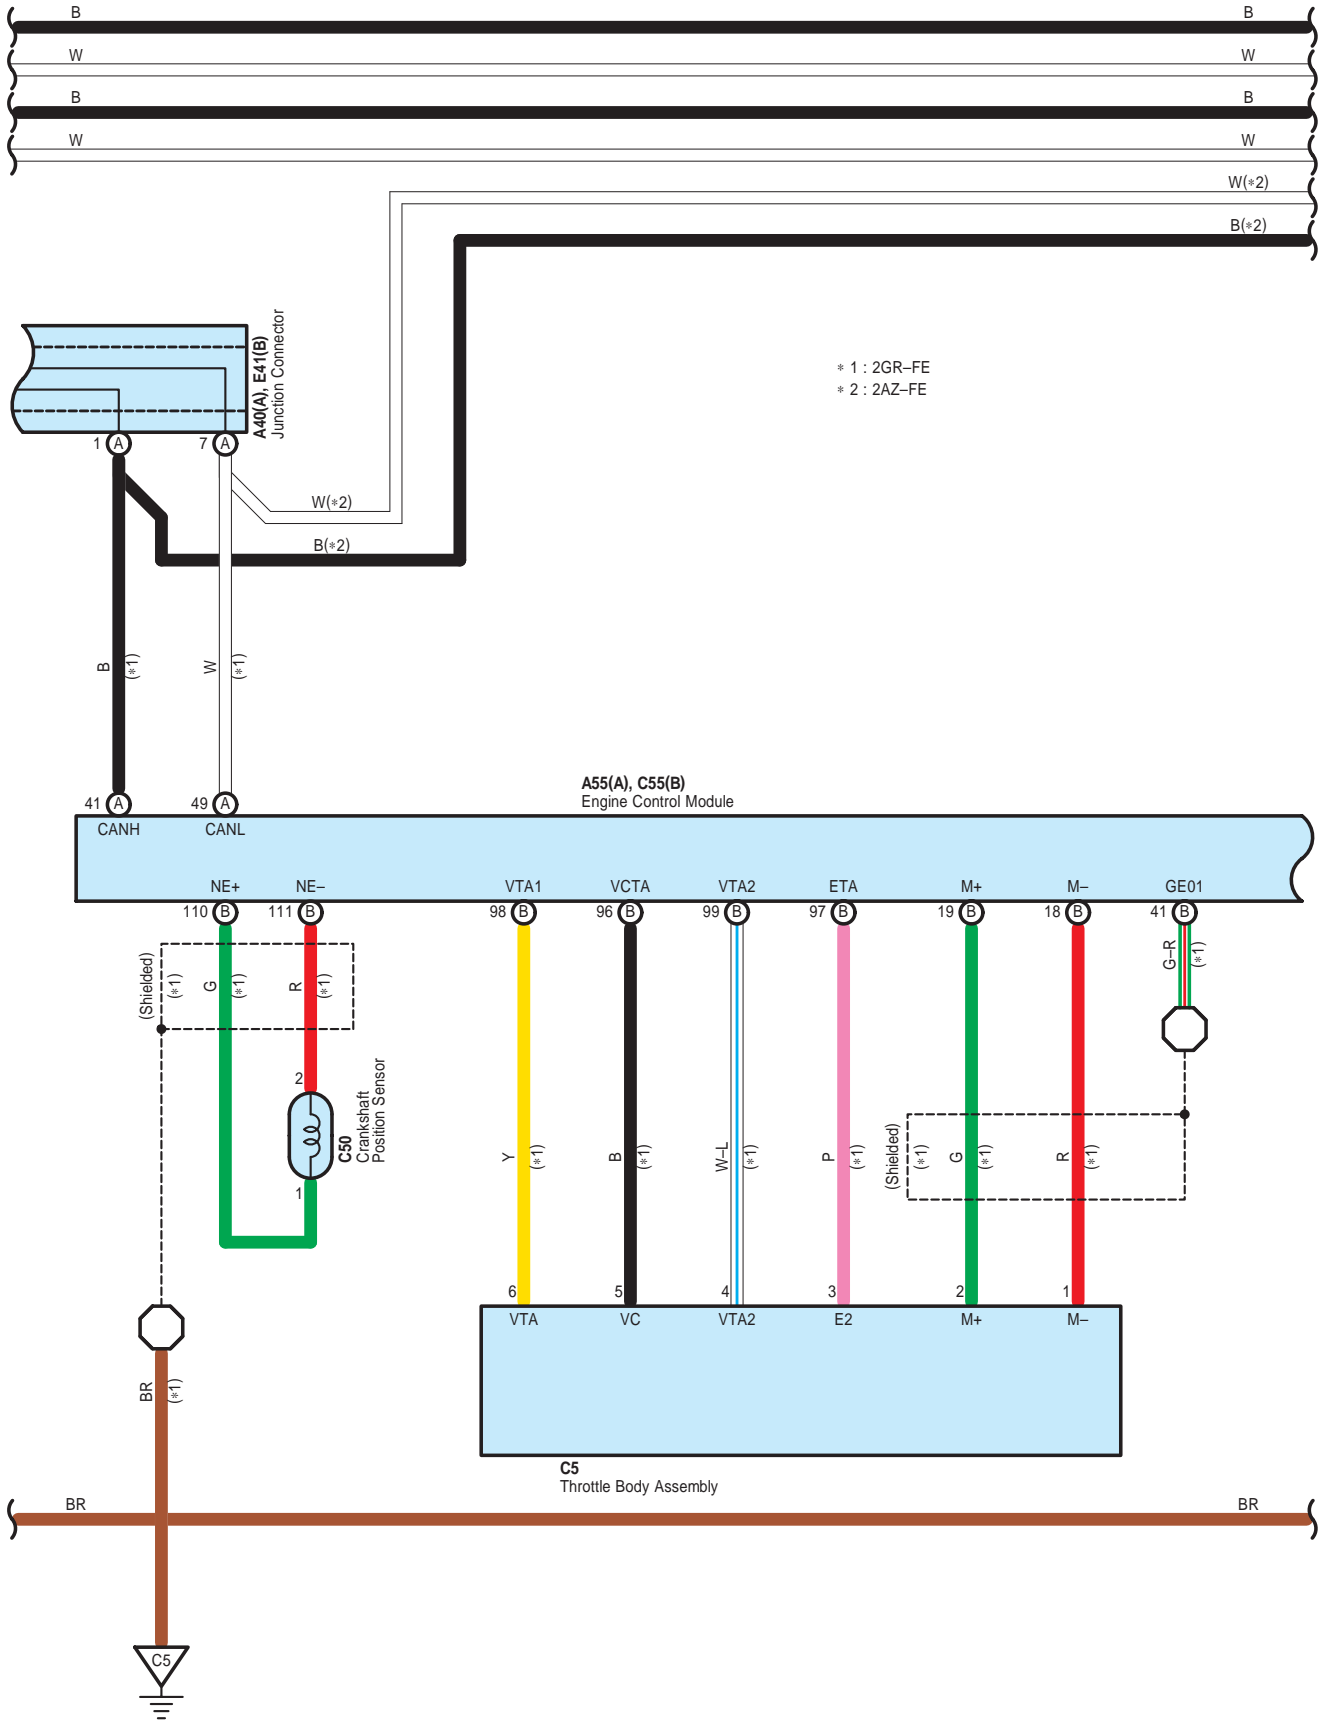 B B
W W
B B
W W
W(*2)
B(*2)
A40(A), E41(B)
Junction Connector
* 1 : 2GR–FE
* 2 : 2AZ–FE
1 A 7 A
W(*2)
B(*2)
B (*1) W (*1)
A55(A), C55(B)
Engine Control Module
41 A 49 A
CANH CANL
NE+ NE– VTA1 VCTA VTA2 ETA M+ M– GE01
110 B 111 B 98 B 96 B 99 B 97 B 19 B 18 B 41 B
G–R (*1)
(Shielded) (*1) G (*1) R (*1)
2
C50
Crankshaft
Position Sensor
1
Y (*1) B (*1) W–L (*1) P (*1) (Shielded) (*1) G (*1) R (*1)
6 5 4 3 2 1
VTA VC VTA2 E2 M+ M–
BR (*1)
C5
Throttle Body Assembly
BR BR
C5